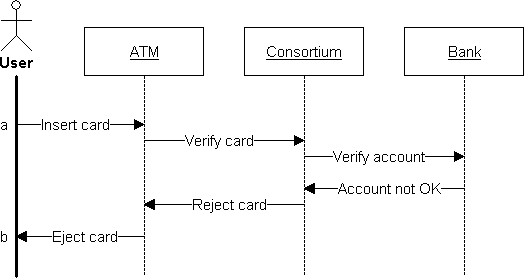 ATM
Consortium
Bank
User
a
Insert card
Verify card
Verify account
Account not OK
Reject card
b
Eject card